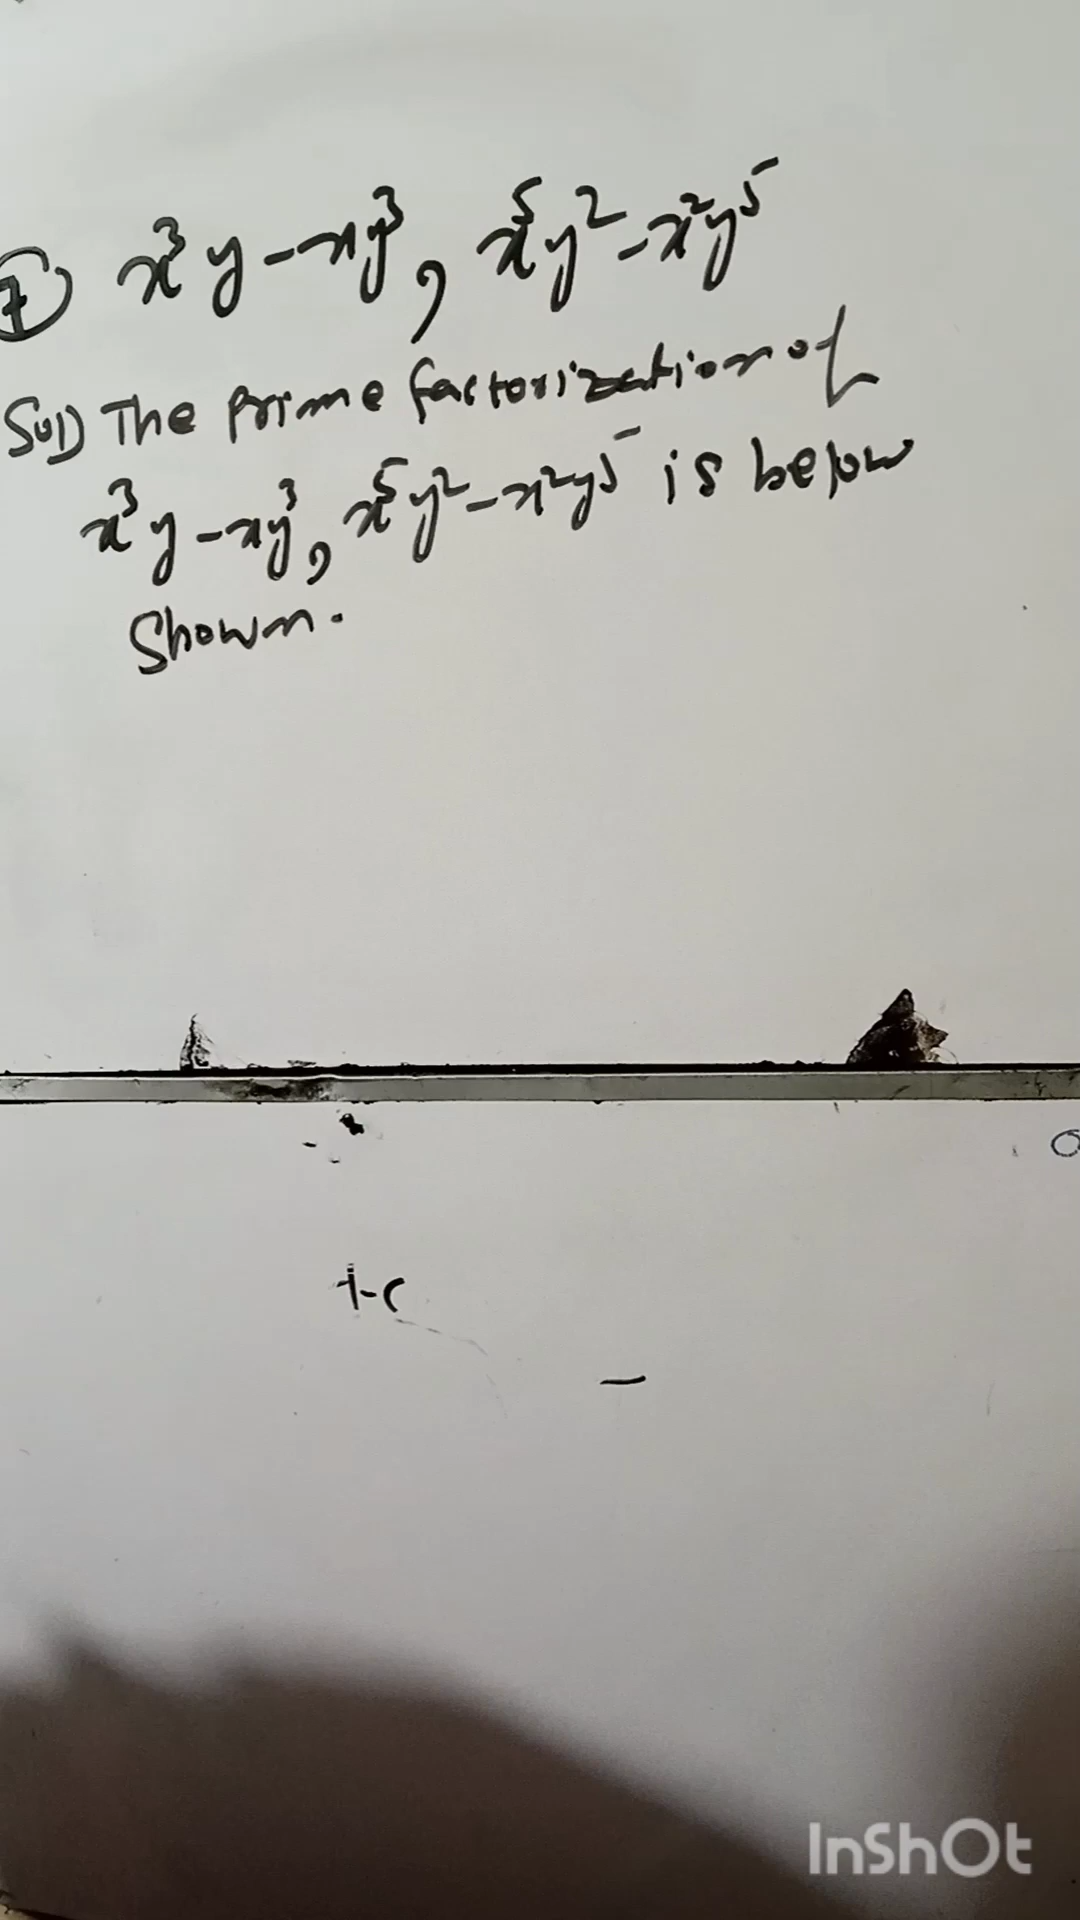 7 x³y-xy³, x⁵y²-x²y⁵
Sol) The Prime factorization of
x³y-xy³, x⁵y²-x²y⁵ is below
Shown.
InShOt